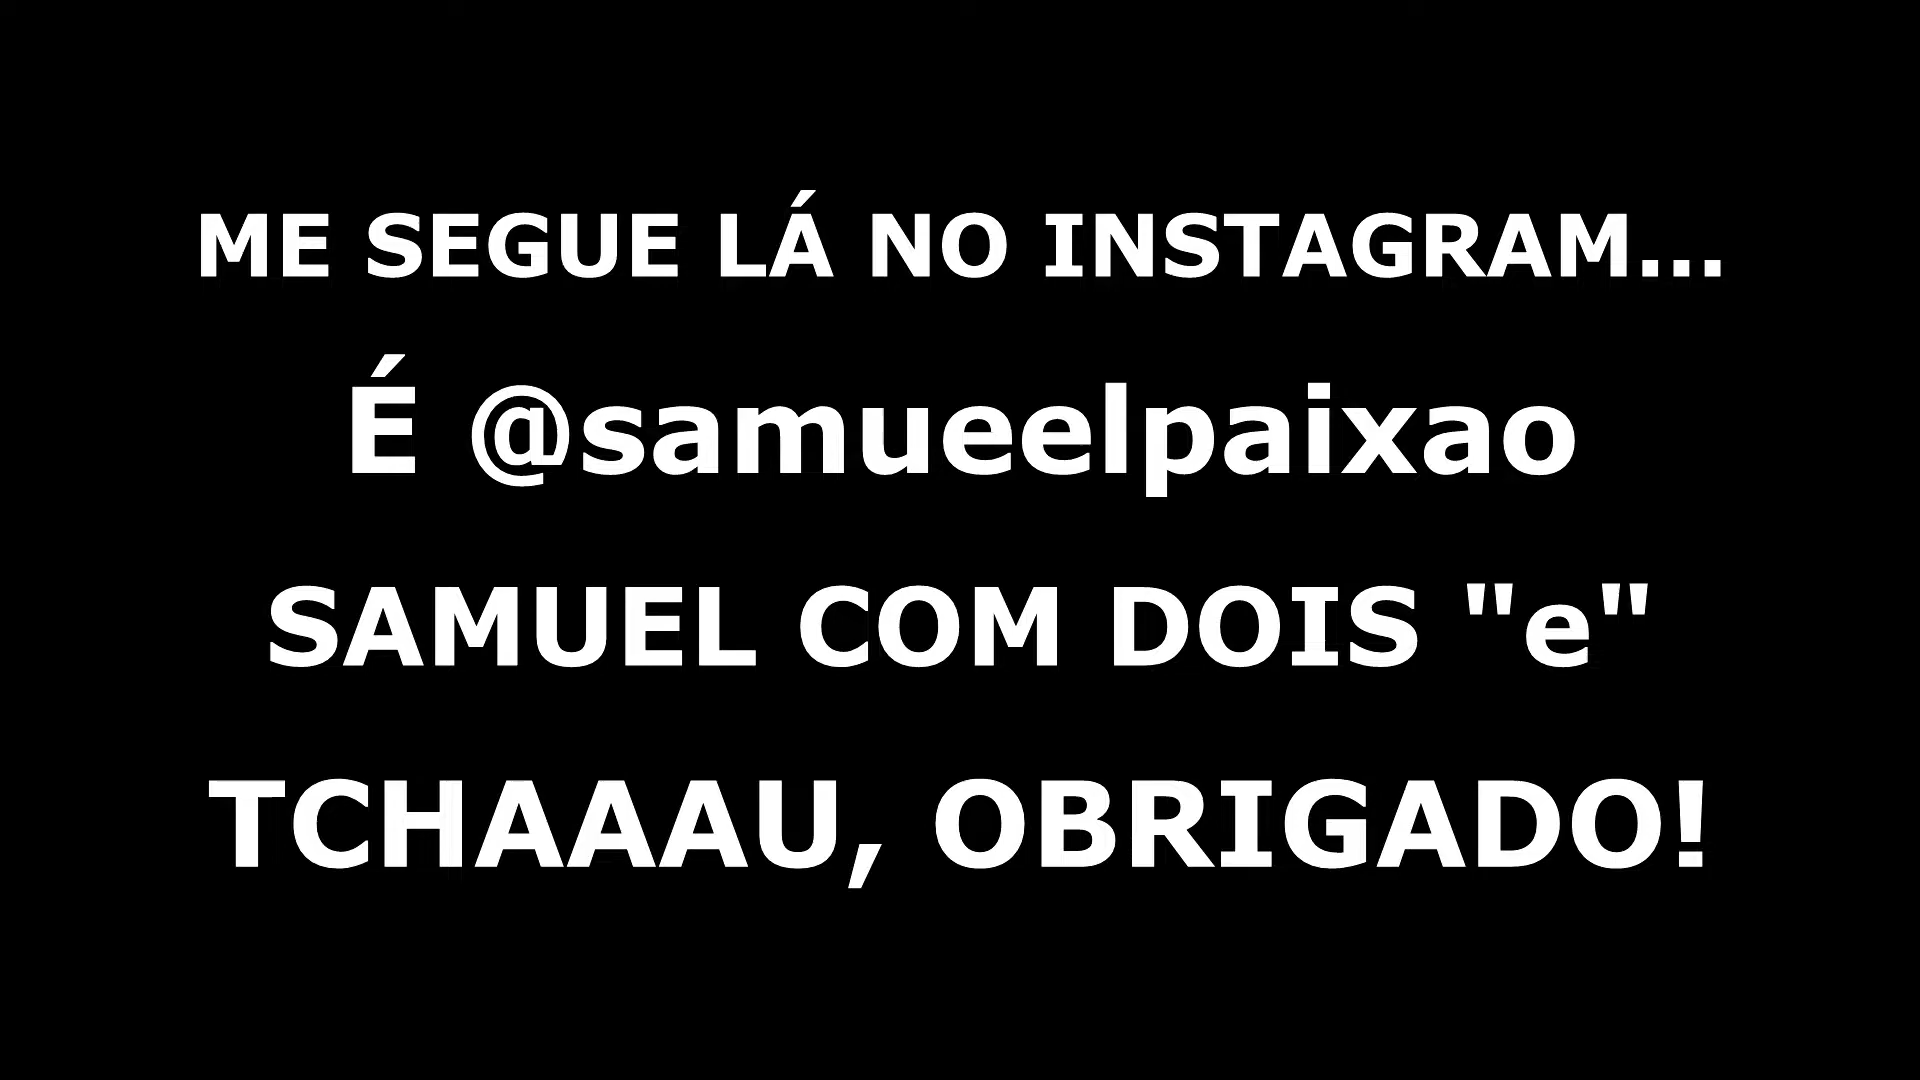 ME SEGUE LÁ NO INSTAGRAM...
É @samueelpaixao
SAMUEL COM DOIS "e"
TCHAAAU, OBRIGADO!